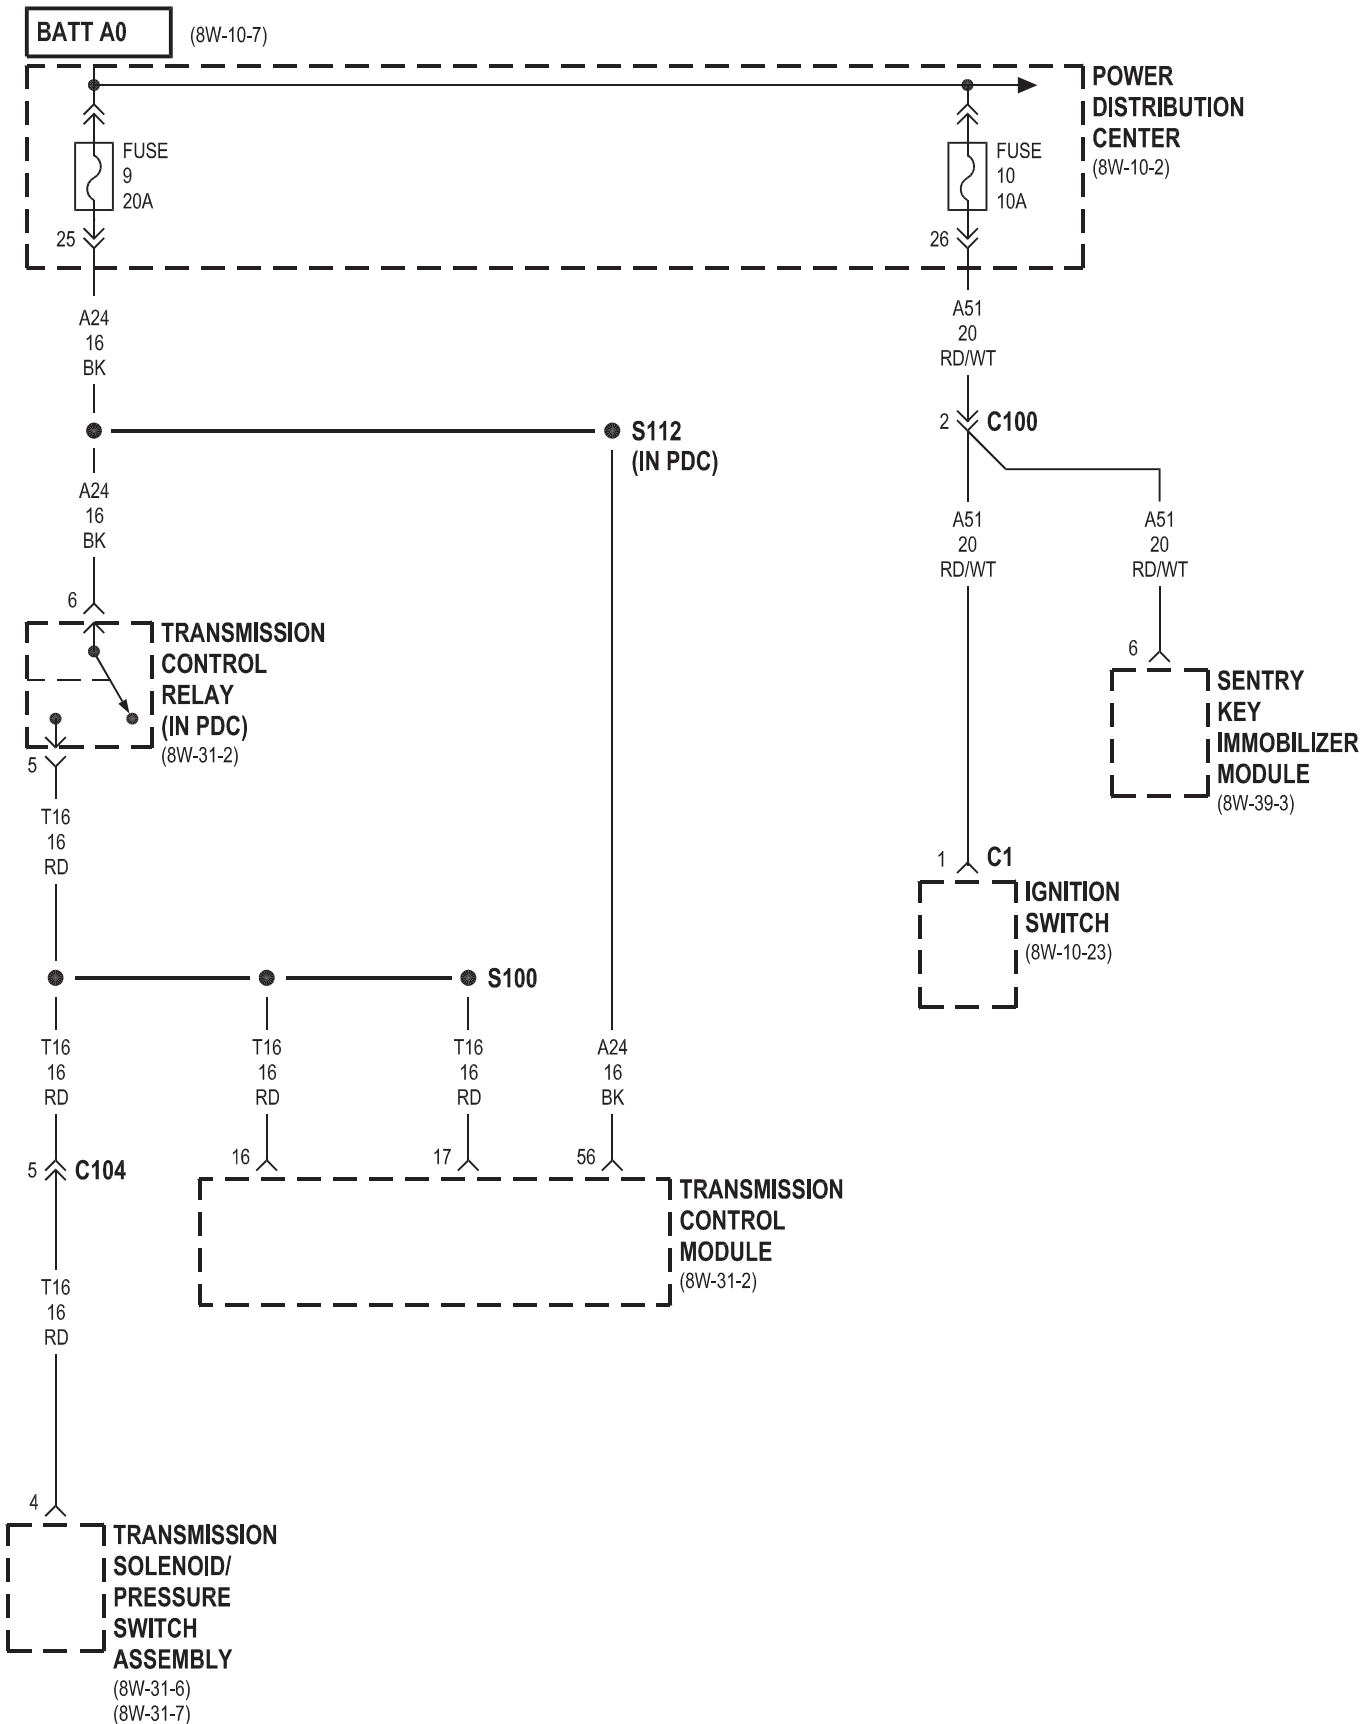 BATT A0
(8W-10-7)
POWER
DISTRIBUTION
CENTER
(8W-10-2)
FUSE
9
20A
25
FUSE
10
10A
26
A24
16
BK
A51
20
RD/WT
S112
(IN PDC)
2
C100
A24
16
BK
A51
20
RD/WT
A51
20
RD/WT
6
TRANSMISSION
CONTROL
RELAY
(IN PDC)
(8W-31-2)
5
6
SENTRY
KEY
IMMOBILIZER
MODULE
(8W-39-3)
T16
16
RD
1
C1
IGNITION
SWITCH
(8W-10-23)
S100
T16
16
RD
T16
16
RD
T16
16
RD
A24
16
BK
5
C104
16
17
56
TRANSMISSION
CONTROL
MODULE
(8W-31-2)
T16
16
RD
4
TRANSMISSION
SOLENOID/
PRESSURE
SWITCH
ASSEMBLY
(8W-31-6)
(8W-31-7)